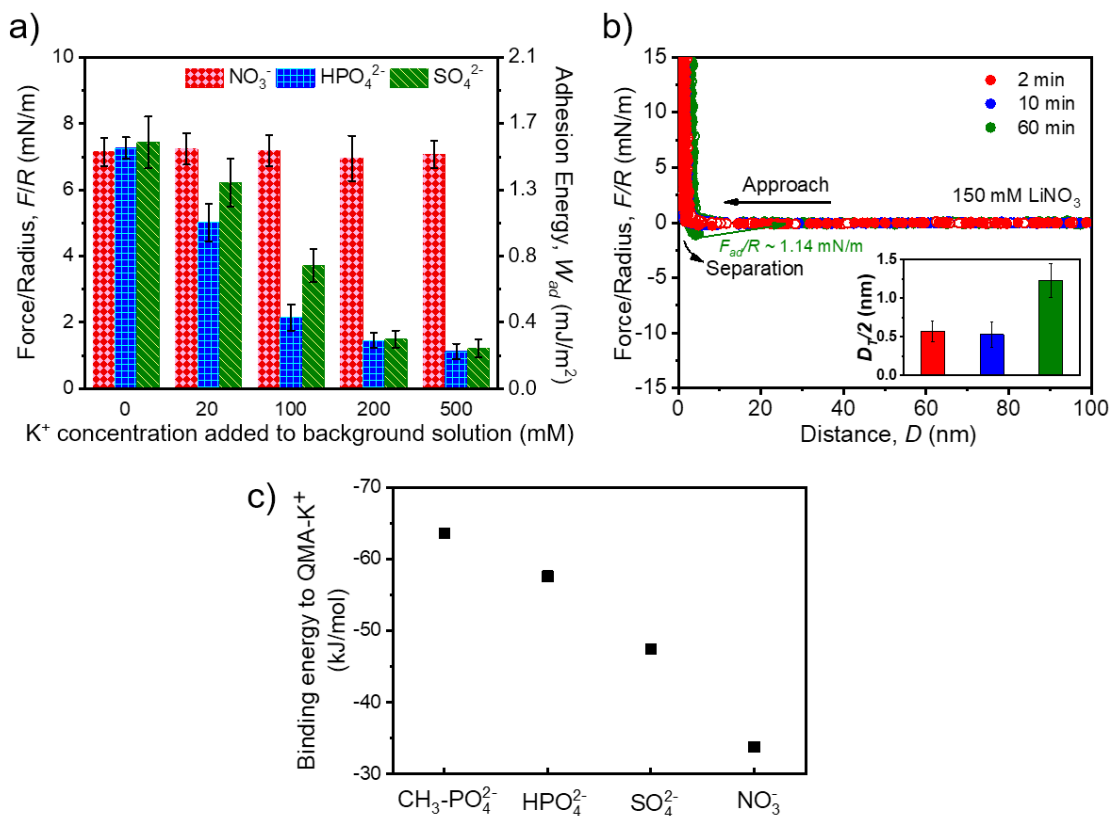 a)
NO₃⁻ HPO₄²⁻ SO₄²⁻
Force/Radius, F/R (mN/m)
10
8
6
4
2
0
Adhesion Energy, W_ad (mJ/m²)
2.1
1.7
1.3
0.8
0.4
0.0
0 20 100 200 500
K⁺ concentration added to background solution (mM)
b)
Force/Radius, F/R (mN/m)
15
10
5
0
-5
-10
-15
2 min
10 min
60 min
Approach
150 mM LiNO₃
F_ad/R ~ 1.14 mN/m
Separation
D_T/2 (nm)
1.5
1.0
0.5
0.0
0 20 40 60 80 100
Distance, D (nm)
c)
Binding energy to QMA-K⁺
(kJ/mol)
-70
-60
-50
-40
-30
CH₃-PO₄²⁻ HPO₄²⁻ SO₄²⁻ NO₃⁻